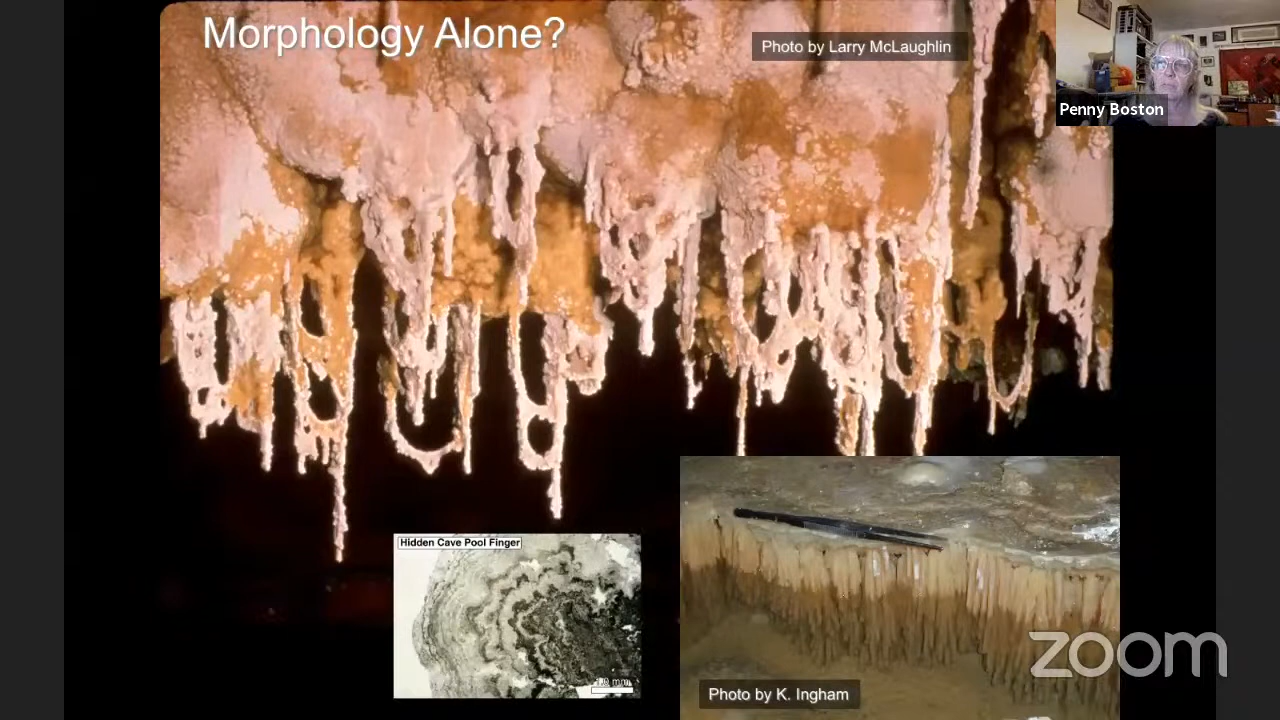 Morphology Alone?
Photo by Larry McLaughlin
Penny Boston
Hidden Cave Pool Finger
Photo by K. Ingham
zoom